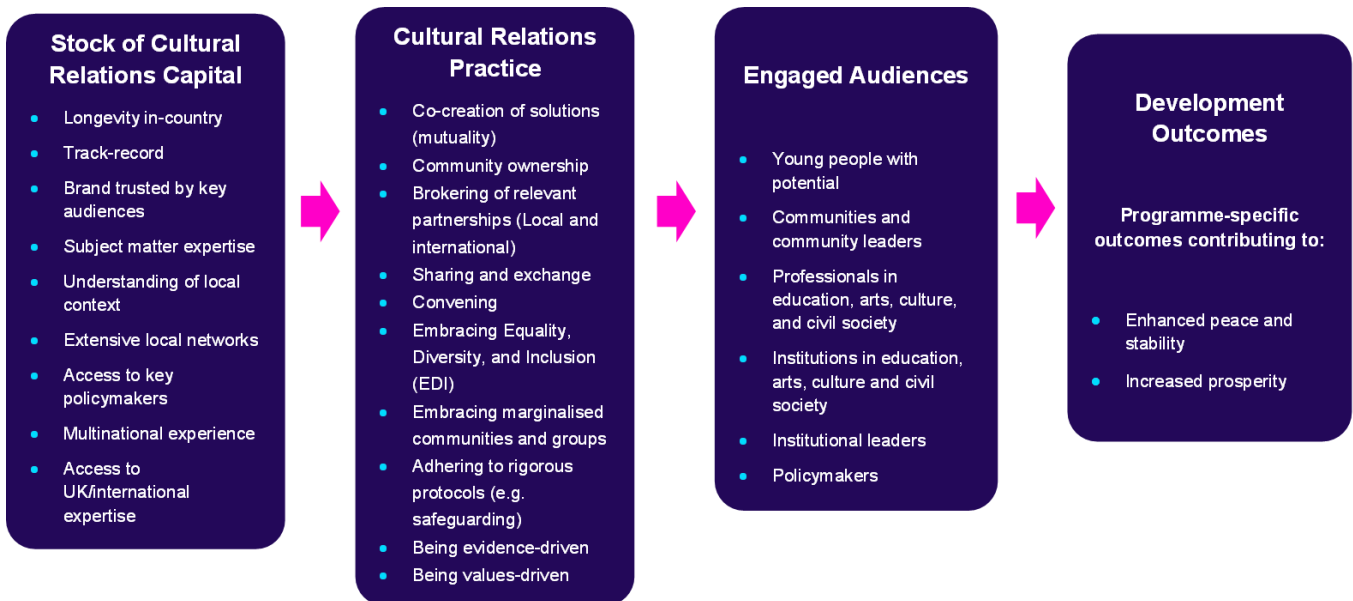 Stock of Cultural
Relations Capital
Longevity in-country
Track-record
Brand trusted by key
audiences
Subject matter expertise
Understanding of local
context
Extensive local networks
Access to key
policymakers
Multinational experience
Access to
UK/international
expertise
Cultural Relations
Practice
Co-creation of solutions
(mutuality)
Community ownership
Brokering of relevant
partnerships (Local and
international)
Sharing and exchange
Convening
Embracing Equality,
Diversity, and Inclusion
(EDI)
Embracing marginalised
communities and groups
Adhering to rigorous
protocols (e.g.
safeguarding)
Being evidence-driven
Being values-driven
Engaged Audiences
Young people with
potential
Communities and
community leaders
Professionals in
education, arts, culture,
and civil society
Institutions in education,
arts, culture and civil
society
Institutional leaders
Policymakers
Development
Outcomes
Programme-specific
outcomes contributing to:
Enhanced peace and
stability
Increased prosperity